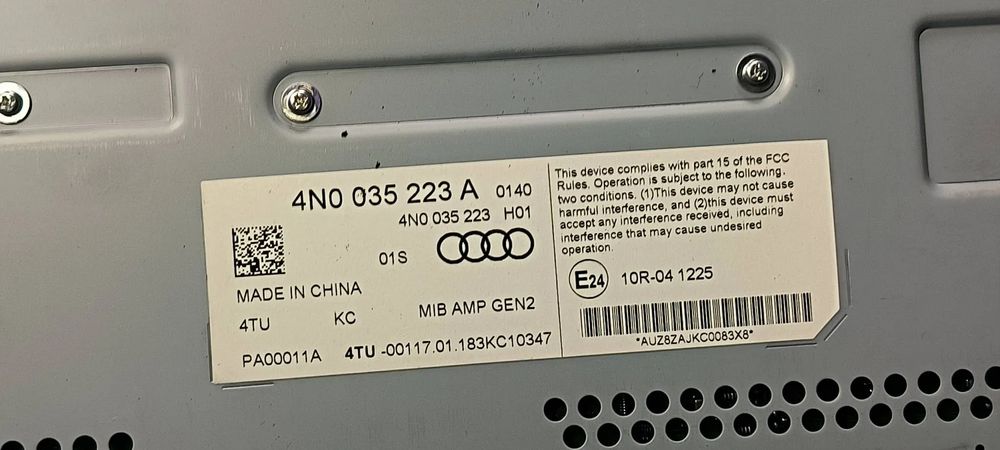 4N0 035 223 A 0140
4N0 035 223 H01
01S
MADE IN CHINA
4TU KC MIB AMP GEN2
PA00011A 4TU -00117.01.183KC10347
This device complies with part 15 of the FCC
Rules. Operation is subject to the following.
two conditions. (1)This device may not cause
harmful interference, and (2)this device must
accept any interference received, including
interference that may cause undesired
operation.
E24 10R-04 1225
*AUZ8ZAJKC0083X8*